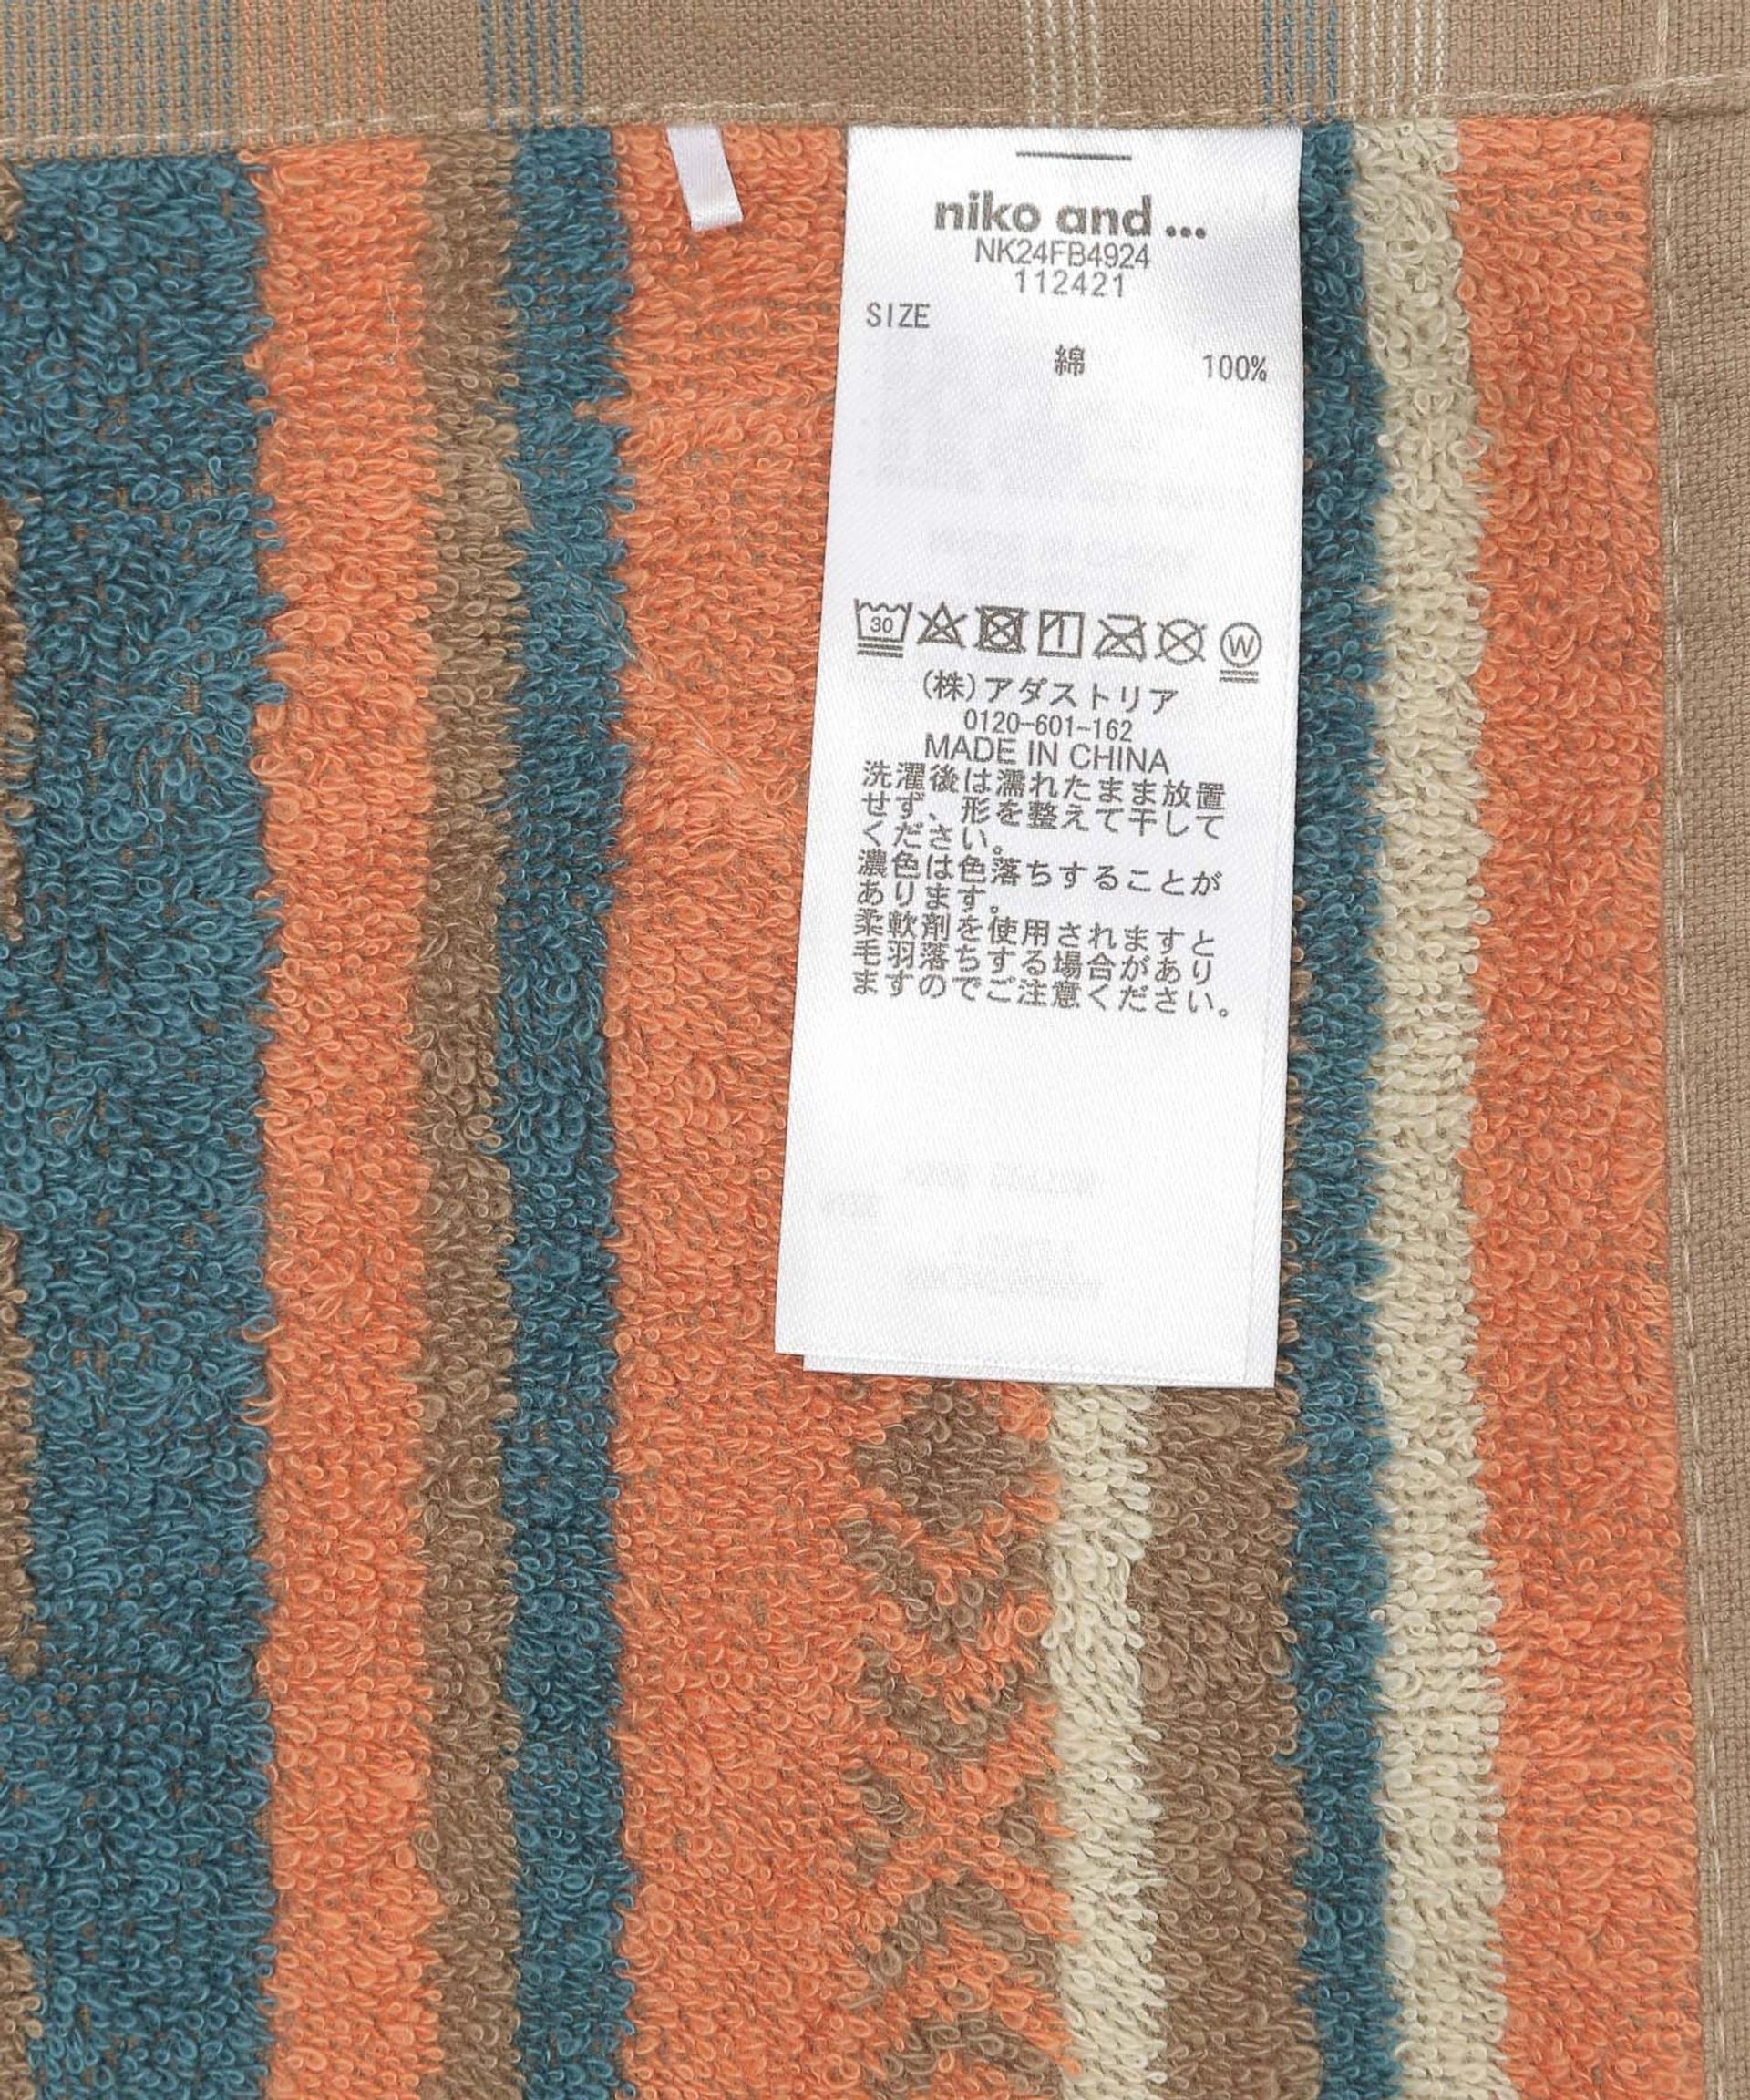 niko and ...
NK24FB4924
112421
SIZE
綿 100%
30
W
(株)アダストリア
0120-601-162
MADE IN CHINA
洗濯後は濡れたまま放置
せず、形を整えて干して
ください。
濃色は色落ちすることが
あります。
柔軟剤を使用されますと
毛羽落ちする場合があり
ますのでご注意ください。